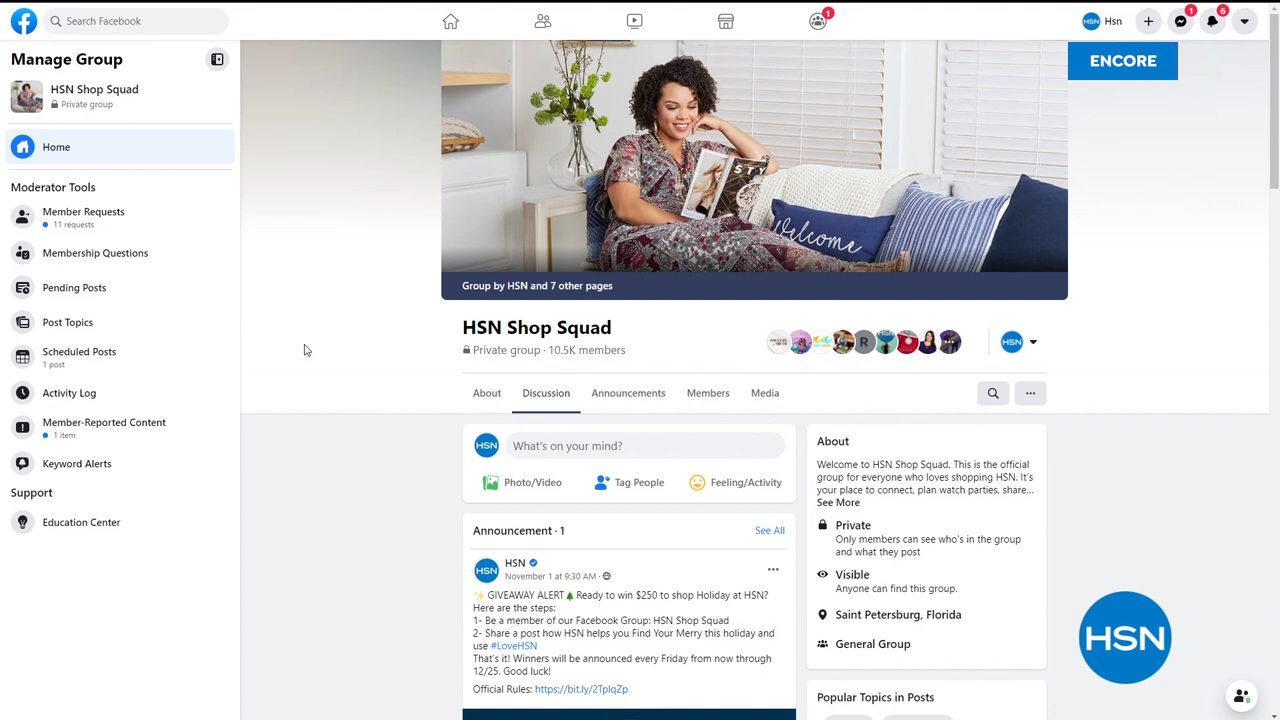 Search Facebook
1
Hsn
1
6
Manage Group
HSN Shop Squad
Private group
Home
Moderator Tools
Member Requests
11 requests
Membership Questions
Pending Posts
Post Topics
Scheduled Posts
1 post
Activity Log
Member-Reported Content
1 item
Keyword Alerts
Support
Education Center
ENCORE
STY
welcome
Group by HSN and 7 other pages
HSN Shop Squad
Private group · 10.5K members
R
HSN
About
Discussion
Announcements
Members
Media
HSN
What's on your mind?
Photo/Video
Tag People
Feeling/Activity
Announcement · 1
See All
HSN
HSN
November 1 at 9:30 AM ·
✨ GIVEAWAY ALERT🎄Ready to win $250 to shop Holiday at HSN?
Here are the steps:
1- Be a member of our Facebook Group: HSN Shop Squad
2- Share a post how HSN helps you Find Your Merry this holiday and
use #LoveHSN
That's it! Winners will be announced every Friday from now through
12/25. Good luck!
Official Rules: https://bit.ly/2TplqZp
About
Welcome to HSN Shop Squad. This is the official
group for everyone who loves shopping HSN. It's
your place to connect, plan watch parties, share...
See More
Private
Only members can see who's in the group
and what they post
Visible
Anyone can find this group.
Saint Petersburg, Florida
General Group
Popular Topics in Posts
HSN